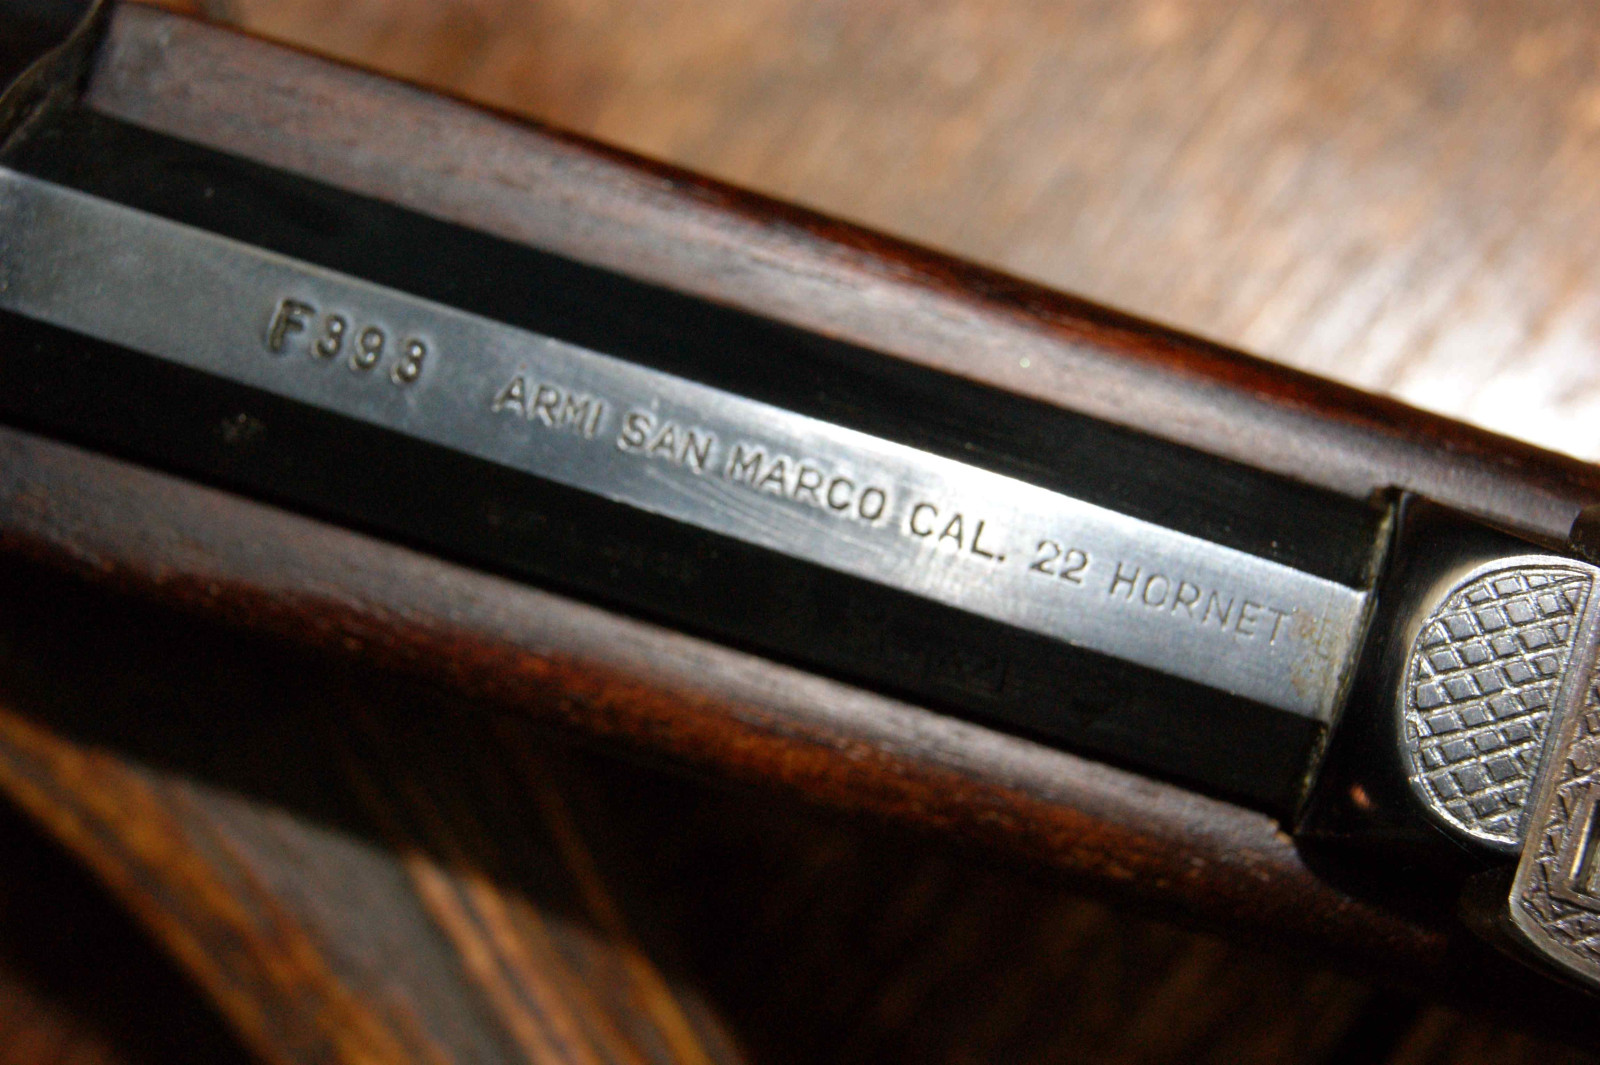 F393 ARMI SAN MARCO CAL. 22 HORNET